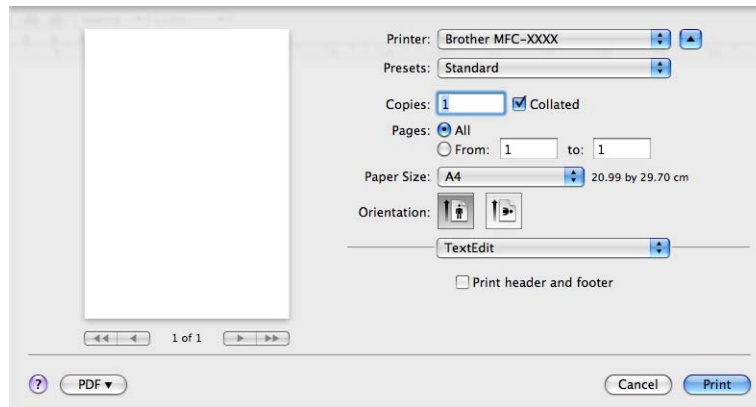 Printer: Brother MFC-XXXX
Presets: Standard
Copies: 1 Collated
Pages: All
From: 1 to: 1
Paper Size: A4 20.99 by 29.70 cm
Orientation:
TextEdit
Print header and footer
1 of 1
? PDF Cancel Print